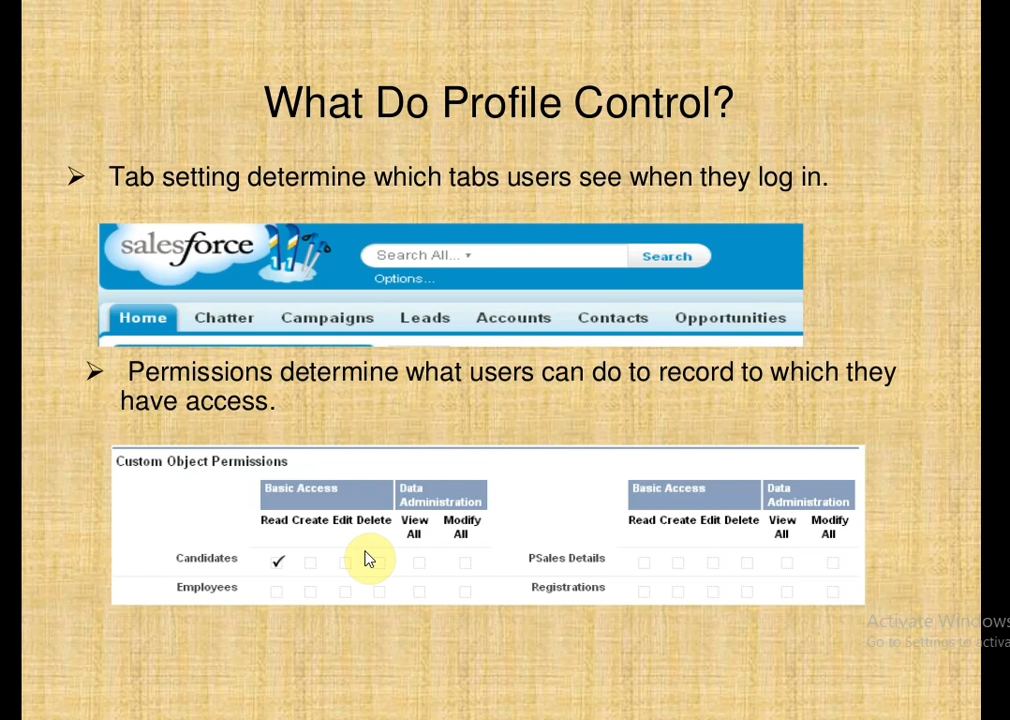 What Do Profile Control?
➢ Tab setting determine which tabs users see when they log in.
salesforce
Search All... ▾ Search
Options...
Home Chatter Campaigns Leads Accounts Contacts Opportunities
➢ Permissions determine what users can do to record to which they
have access.
Custom Object Permissions
Basic Access Data Administration Basic Access Data Administration
Read Create Edit Delete View All Modify All Read Create Edit Delete View All Modify All
Candidates ✓ PSales Details
Employees Registrations
Activate Windows
Go to Settings to activa